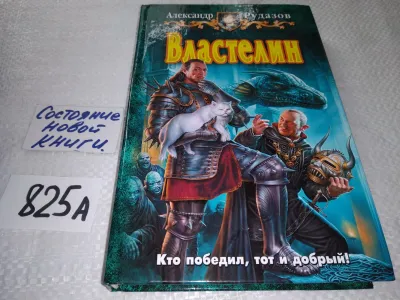 Александр Рудазов
Властелин
Состояние
новой
книги.
825А
Кто победил, тот и добрый!